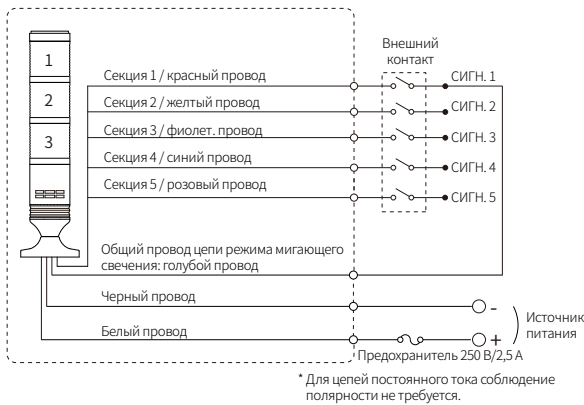 1
2
3
Внешний
контакт
Секция 1 / красный провод
СИГН. 1
Секция 2 / желтый провод
СИГН. 2
Секция 3 / фиолет. провод
СИГН. 3
Секция 4 / синий провод
СИГН. 4
Секция 5 / розовый провод
СИГН. 5
Общий провод цепи режима мигающего
свечения: голубой провод
Черный провод
-
Источник
питания
Белый провод
+
Предохранитель 250 В/2,5 А
* Для цепей постоянного тока соблюдение
полярности не требуется.